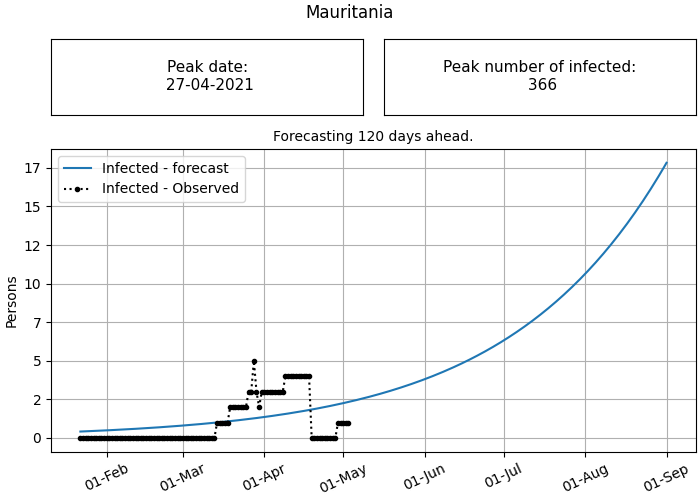 Mauritania
Peak date:
27-04-2021
Peak number of infected:
366
Forecasting 120 days ahead.
Infected - forecast
Infected - Observed
Persons
17
15
12
10
7
5
2
0
01-Feb
01-Mar
01-Apr
01-May
01-Jun
01-Jul
01-Aug
01-Sep